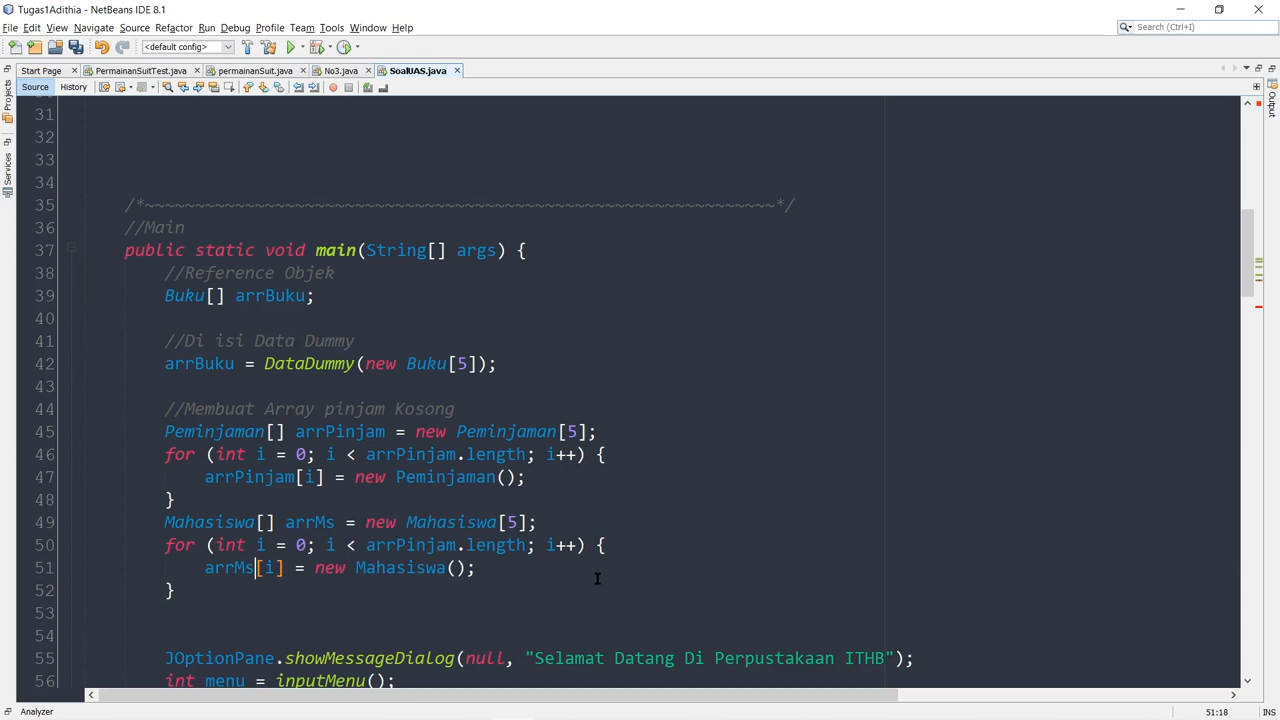 Tugas1Adithia - NetBeans IDE 8.1
File Edit View Navigate Source Refactor Run Debug Profile Team Tools Window Help
Search (Ctrl+I)
<default config>
Start Page PermainanSuitTest.java permainanSuit.java No3.java SoalUAS.java
Source History
Projects
Services
Output
31
32
33
34
35 /*~~~~~~~~~~~~~~~~~~~~~~~~~~~~~~~~~~~~~~~~~~~~~~~~~~~~~~~~~~~~~~~*/
36 //Main
37 public static void main(String[] args) {
38 //Reference Objek
39 Buku[] arrBuku;
40
41 //Di isi Data Dummy
42 arrBuku = DataDummy(new Buku[5]);
43
44 //Membuat Array pinjam Kosong
45 Peminjaman[] arrPinjam = new Peminjaman[5];
46 for (int i = 0; i < arrPinjam.length; i++) {
47 arrPinjam[i] = new Peminjaman();
48 }
49 Mahasiswa[] arrMs = new Mahasiswa[5];
50 for (int i = 0; i < arrPinjam.length; i++) {
51 arrMs[i] = new Mahasiswa();
52 }
53
54
55 JOptionPane.showMessageDialog(null, "Selamat Datang Di Perpustakaan ITHB");
56 int menu = inputMenu();
Analyzer
51:18 INS